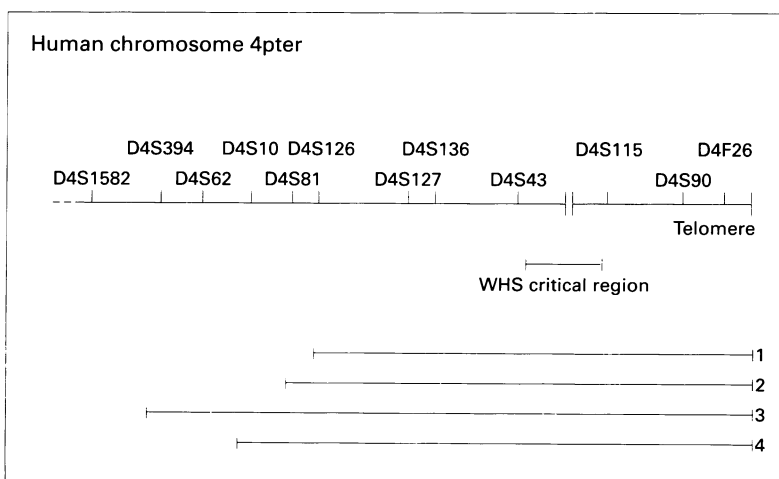 Human chromosome 4pter
D4S394 D4S10 D4S126 D4S136 D4S115 D4F26
D4S1582 D4S62 D4S81 D4S127 D4S43 D4S90
Telomere
WHS critical region
1
2
3
4